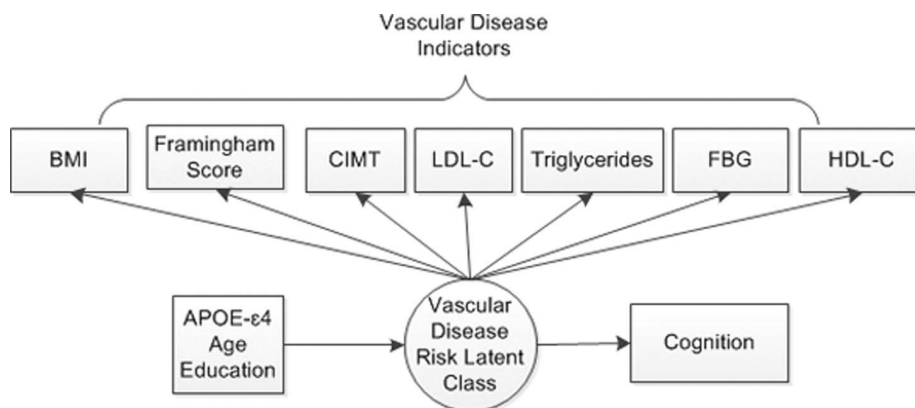 Vascular Disease
Indicators
BMI
Framingham
Score
CIMT
LDL-C
Triglycerides
FBG
HDL-C
APOE-ε4
Age
Education
Vascular
Disease
Risk Latent
Class
Cognition